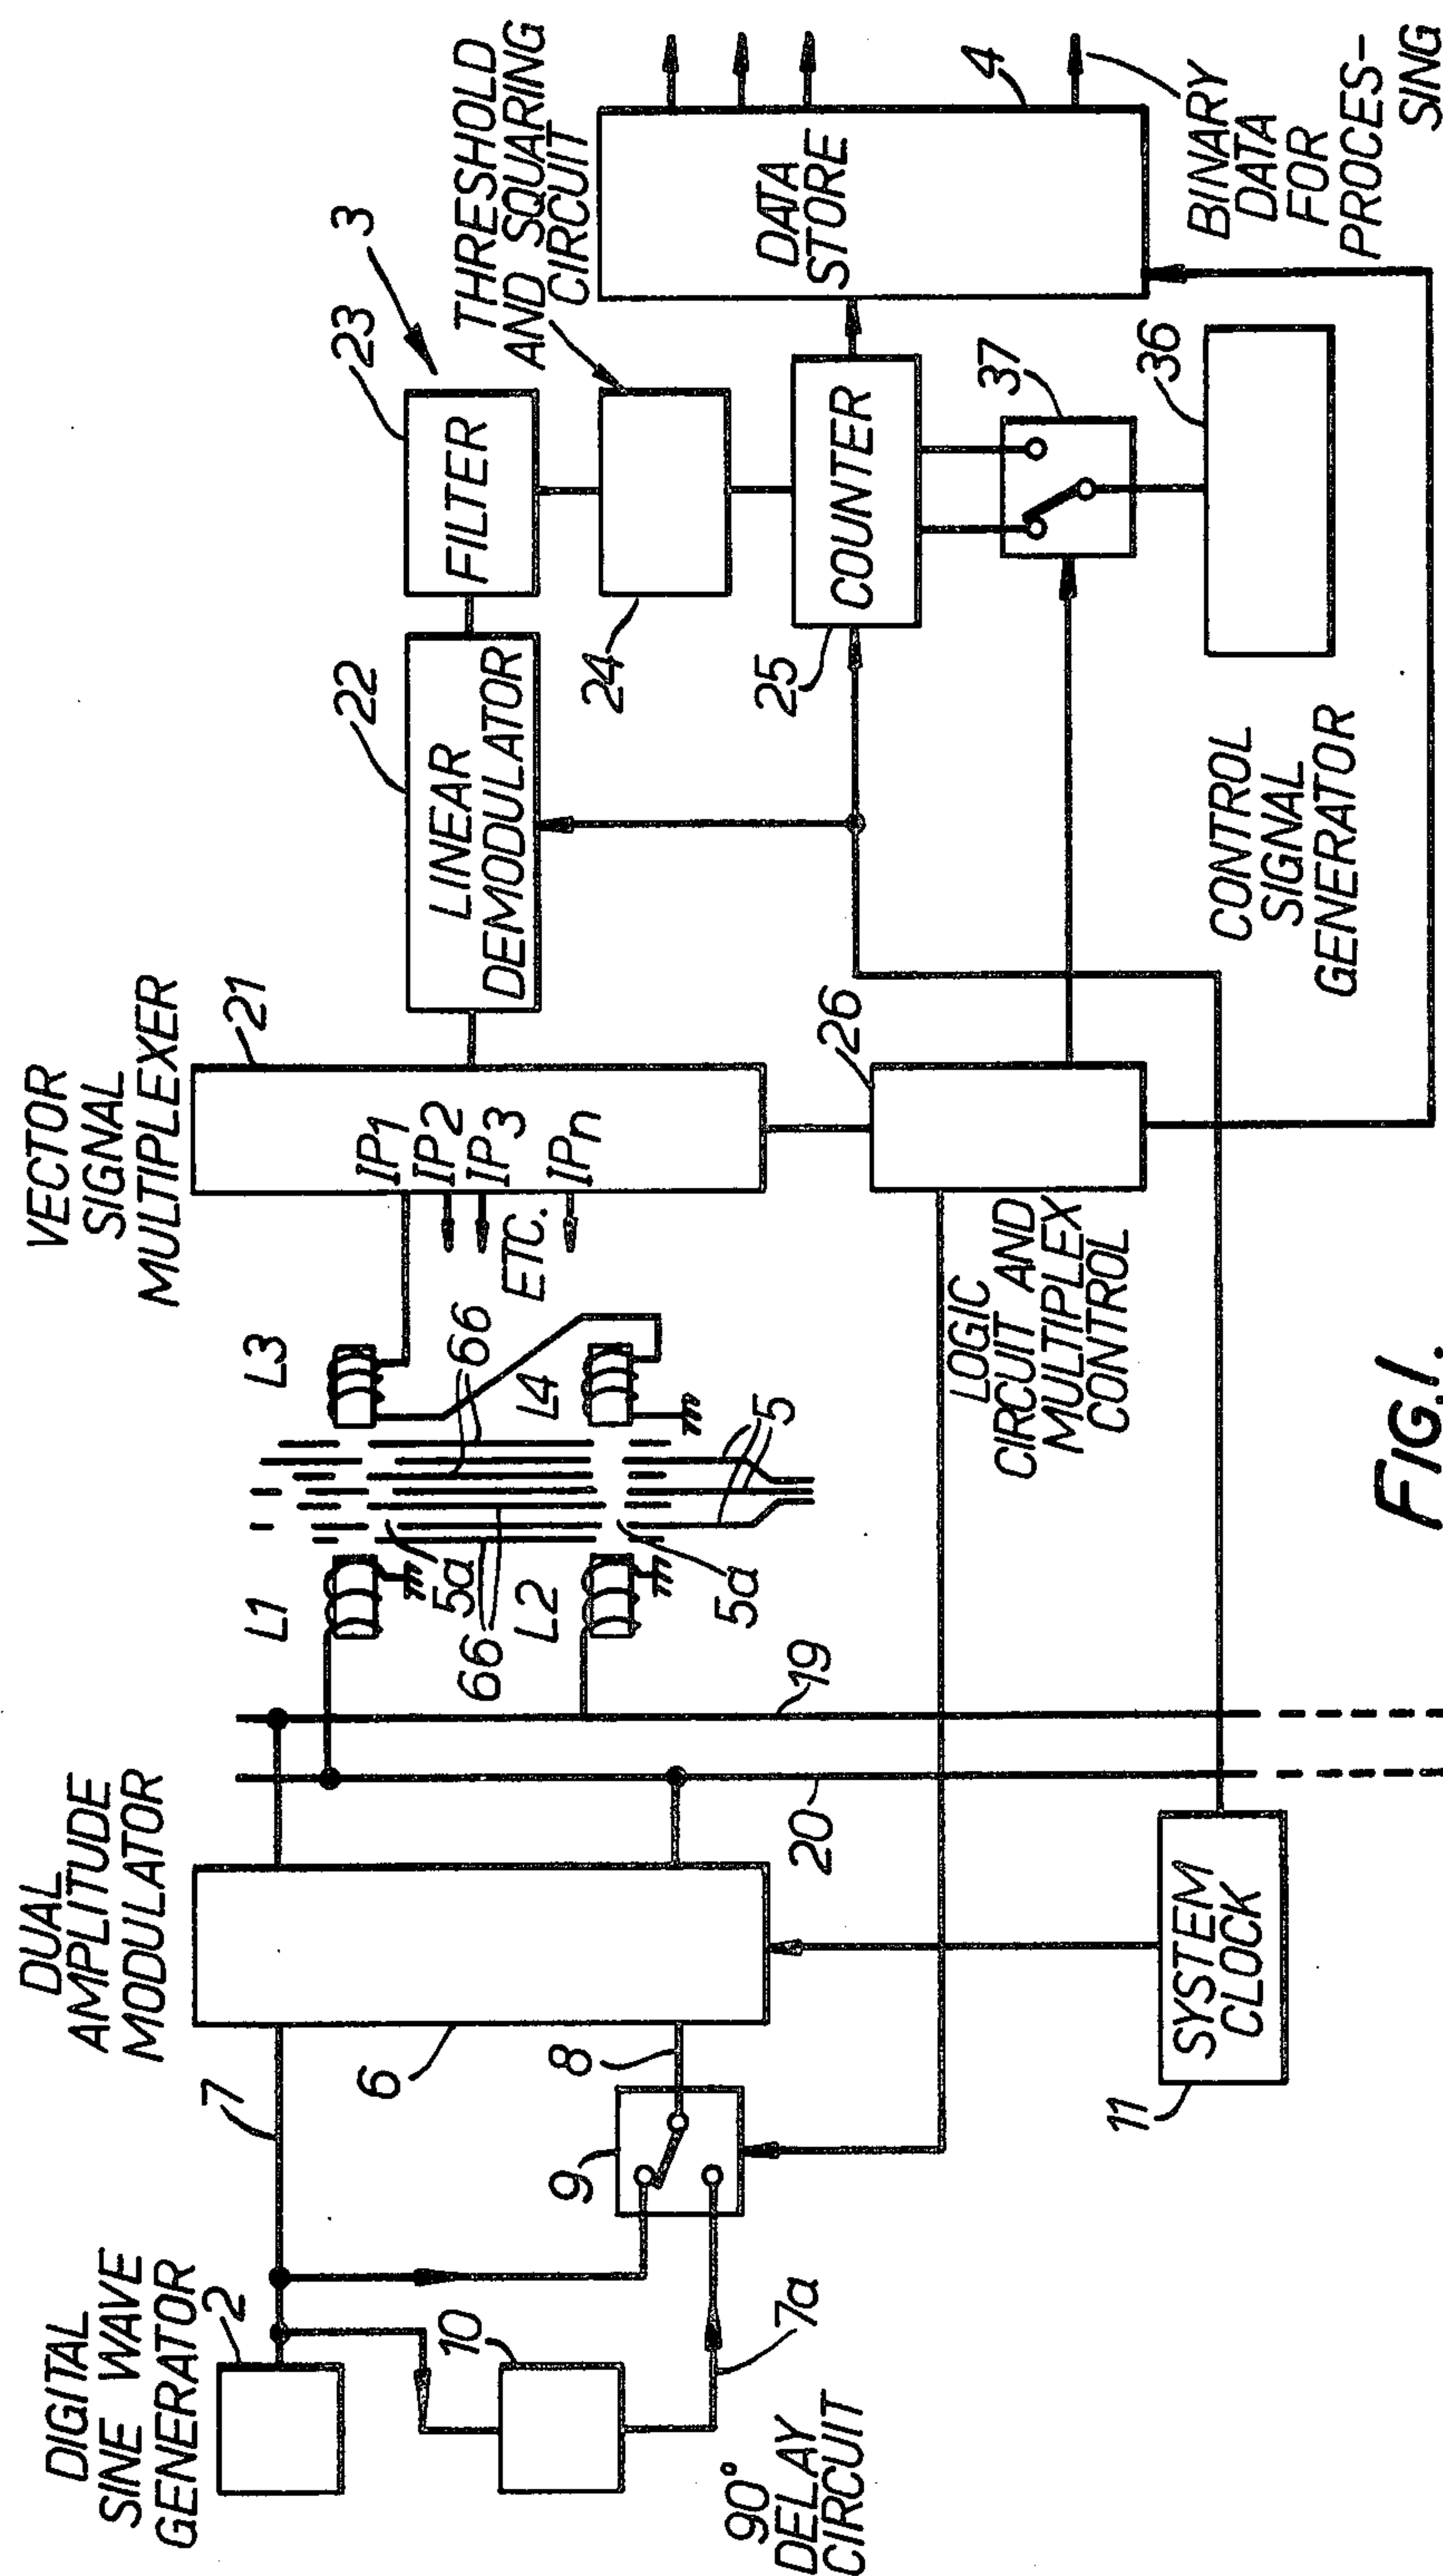 DIGITAL
SINE WAVE
GENERATOR
2
7
10
7a
90°
DELAY
CIRCUIT
DUAL
AMPLITUDE
MODULATOR
6
8
9
SYSTEM
CLOCK
11
19
20
L1
L2
L3
L4
5a
5a
66
66
5
VECTOR
SIGNAL
MULTIPLEXER
21
IP1
IP2
IP3
IPn
ETC.
LOGIC
CIRCUIT AND
MULTIPLEX
CONTROL
26
LINEAR
DEMODULATOR
22
FILTER
23
3
THRESHOLD
AND SQUARING
CIRCUIT
24
COUNTER
25
DATA
STORE
4
BINARY
DATA
FOR
PROCES-
SING
37
36
CONTROL
SIGNAL
GENERATOR
FIG.1.